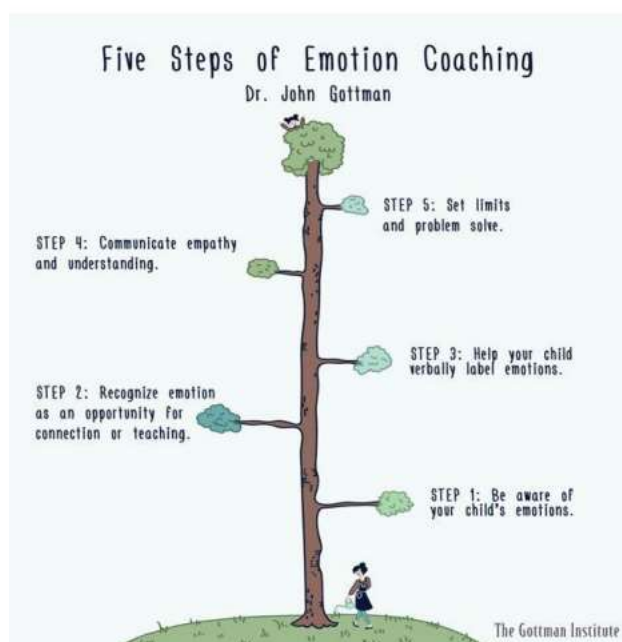 Five Steps of Emotion Coaching
Dr. John Gottman
STEP 5: Set limits
and problem solve.
STEP 4: Communicate empathy
and understanding.
STEP 3: Help your child
verbally label emotions.
STEP 2: Recognize emotion
as an opportunity for
connection or teaching.
STEP 1: Be aware of
your child's emotions.
The Gottman Institute